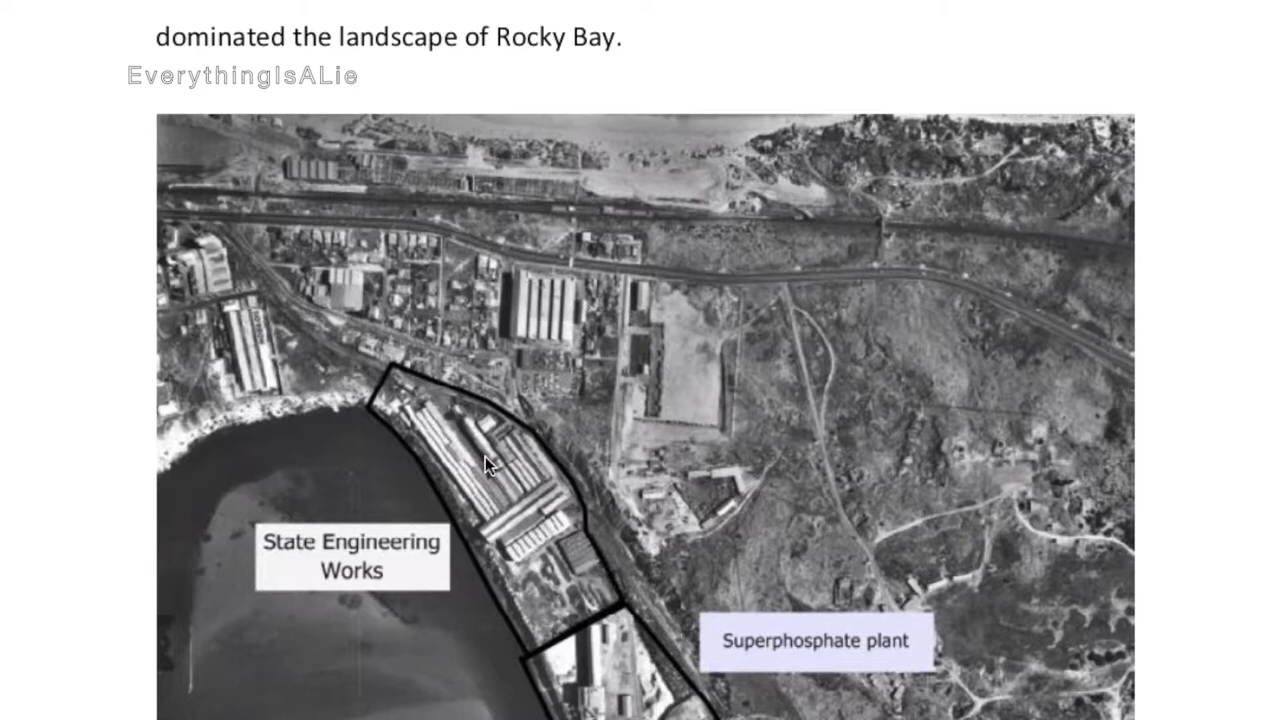 dominated the landscape of Rocky Bay.
EverythingIsALie
State Engineering
Works
Superphosphate plant